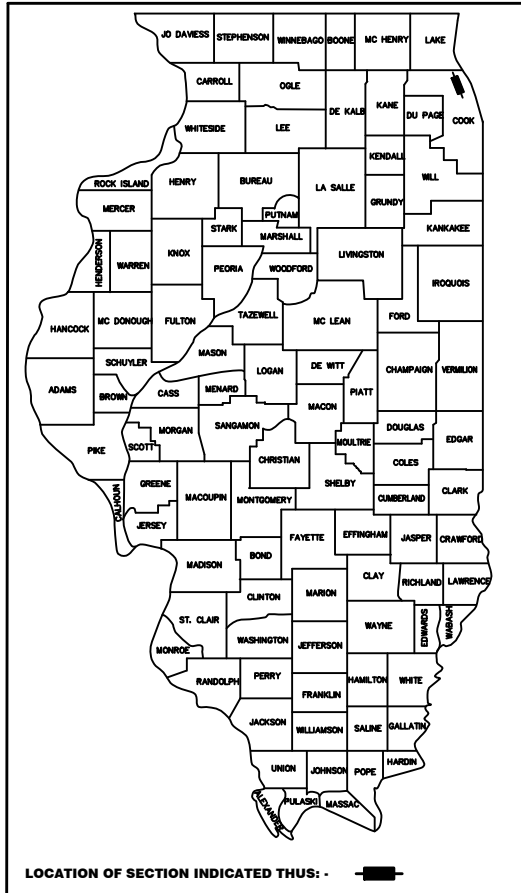 JO DAVIESS
STEPHENSON
WINNEBAGO
BOONE
MC HENRY
LAKE
CARROLL
OGLE
DE KALB
KANE
DU PAGE
COOK
WHITESIDE
LEE
KENDALL
WILL
ROCK ISLAND
HENRY
BUREAU
LA SALLE
GRUNDY
MERCER
PUTNAM
KANKAKEE
HENDERSON
WARREN
KNOX
STARK
MARSHALL
LIVINGSTON
PEORIA
WOODFORD
IROQUOIS
HANCOCK
MC DONOUGH
FULTON
TAZEWELL
MC LEAN
FORD
SCHUYLER
MASON
LOGAN
DE WITT
CHAMPAIGN
VERMILION
ADAMS
BROWN
CASS
MENARD
MACON
PIATT
PIKE
SCOTT
MORGAN
SANGAMON
CHRISTIAN
MOULTRIE
DOUGLAS
EDGAR
COLES
SHELBY
CALHOUN
GREENE
MACOUPIN
MONTGOMERY
CUMBERLAND
CLARK
JERSEY
FAYETTE
EFFINGHAM
JASPER
CRAWFORD
MADISON
BOND
CLAY
RICHLAND
LAWRENCE
CLINTON
MARION
ST. CLAIR
WAYNE
EDWARDS
WABASH
MONROE
WASHINGTON
JEFFERSON
RANDOLPH
PERRY
HAMILTON
WHITE
FRANKLIN
JACKSON
WILLIAMSON
SALINE
GALLATIN
UNION
JOHNSON
POPE
HARDIN
ALEXANDER
PULASKI
MASSAC
LOCATION OF SECTION INDICATED THUS: -